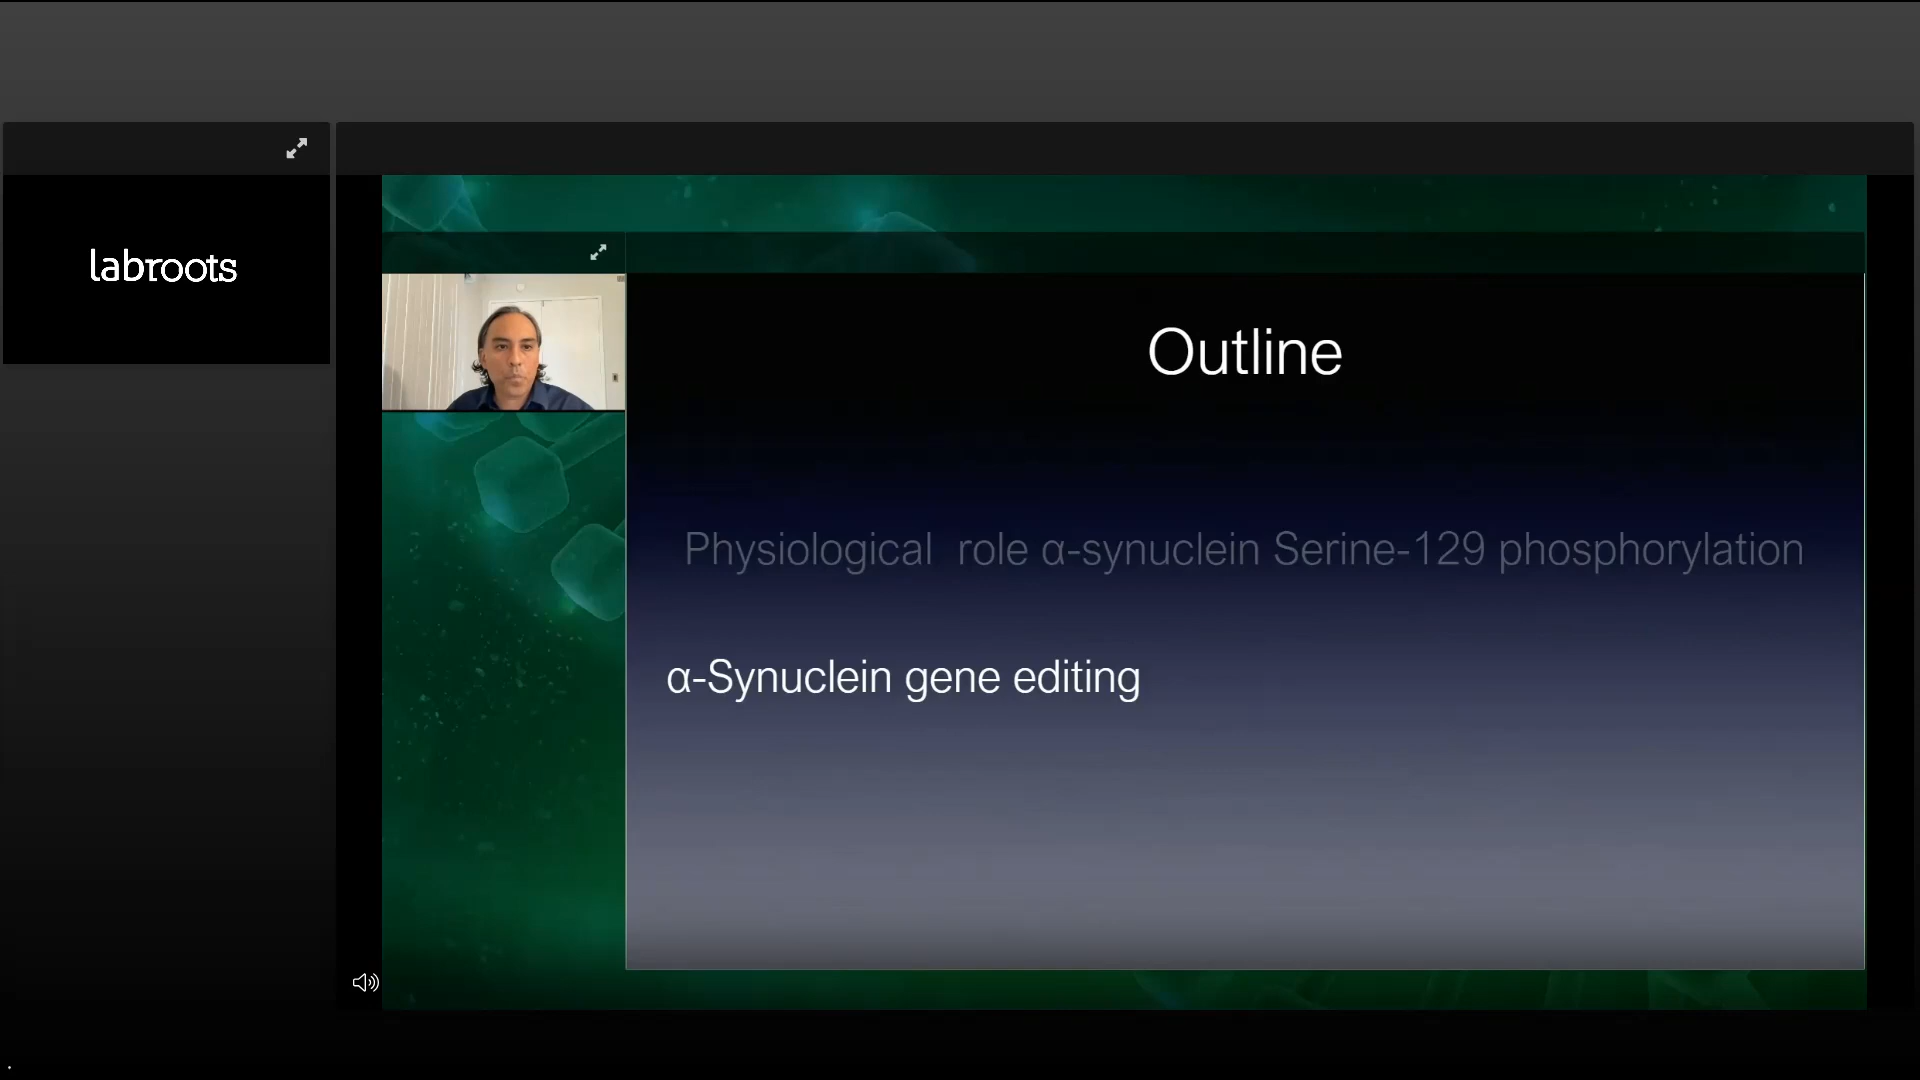 labroots
Outline
Physiological role α-synuclein Serine-129 phosphorylation
α-Synuclein gene editing